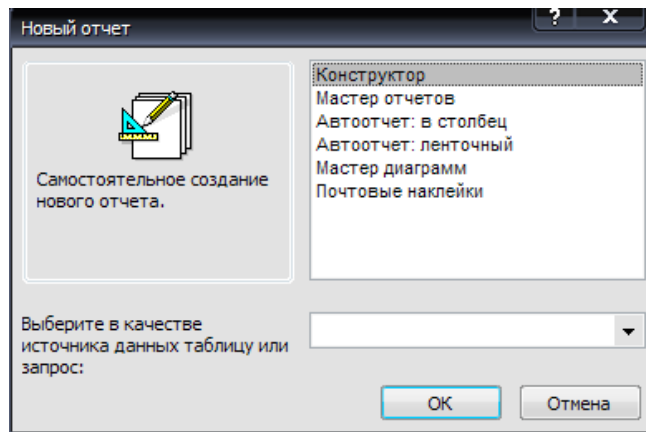 Новый отчет
? X
Конструктор
Мастер отчетов
Автоотчет: в столбец
Автоотчет: ленточный
Мастер диаграмм
Почтовые наклейки
Самостоятельное создание
нового отчета.
Выберите в качестве
источника данных таблицу или
запрос:
ОК
Отмена